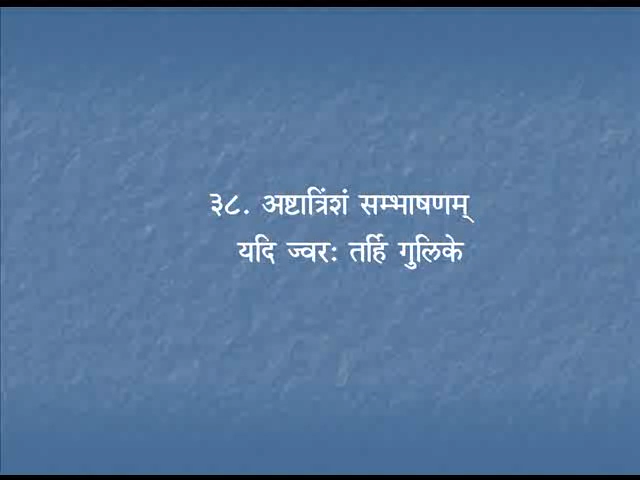 ३८. अष्टात्रिंशं सम्भाषणम्
यदि ज्वरः तर्हि गुलिके